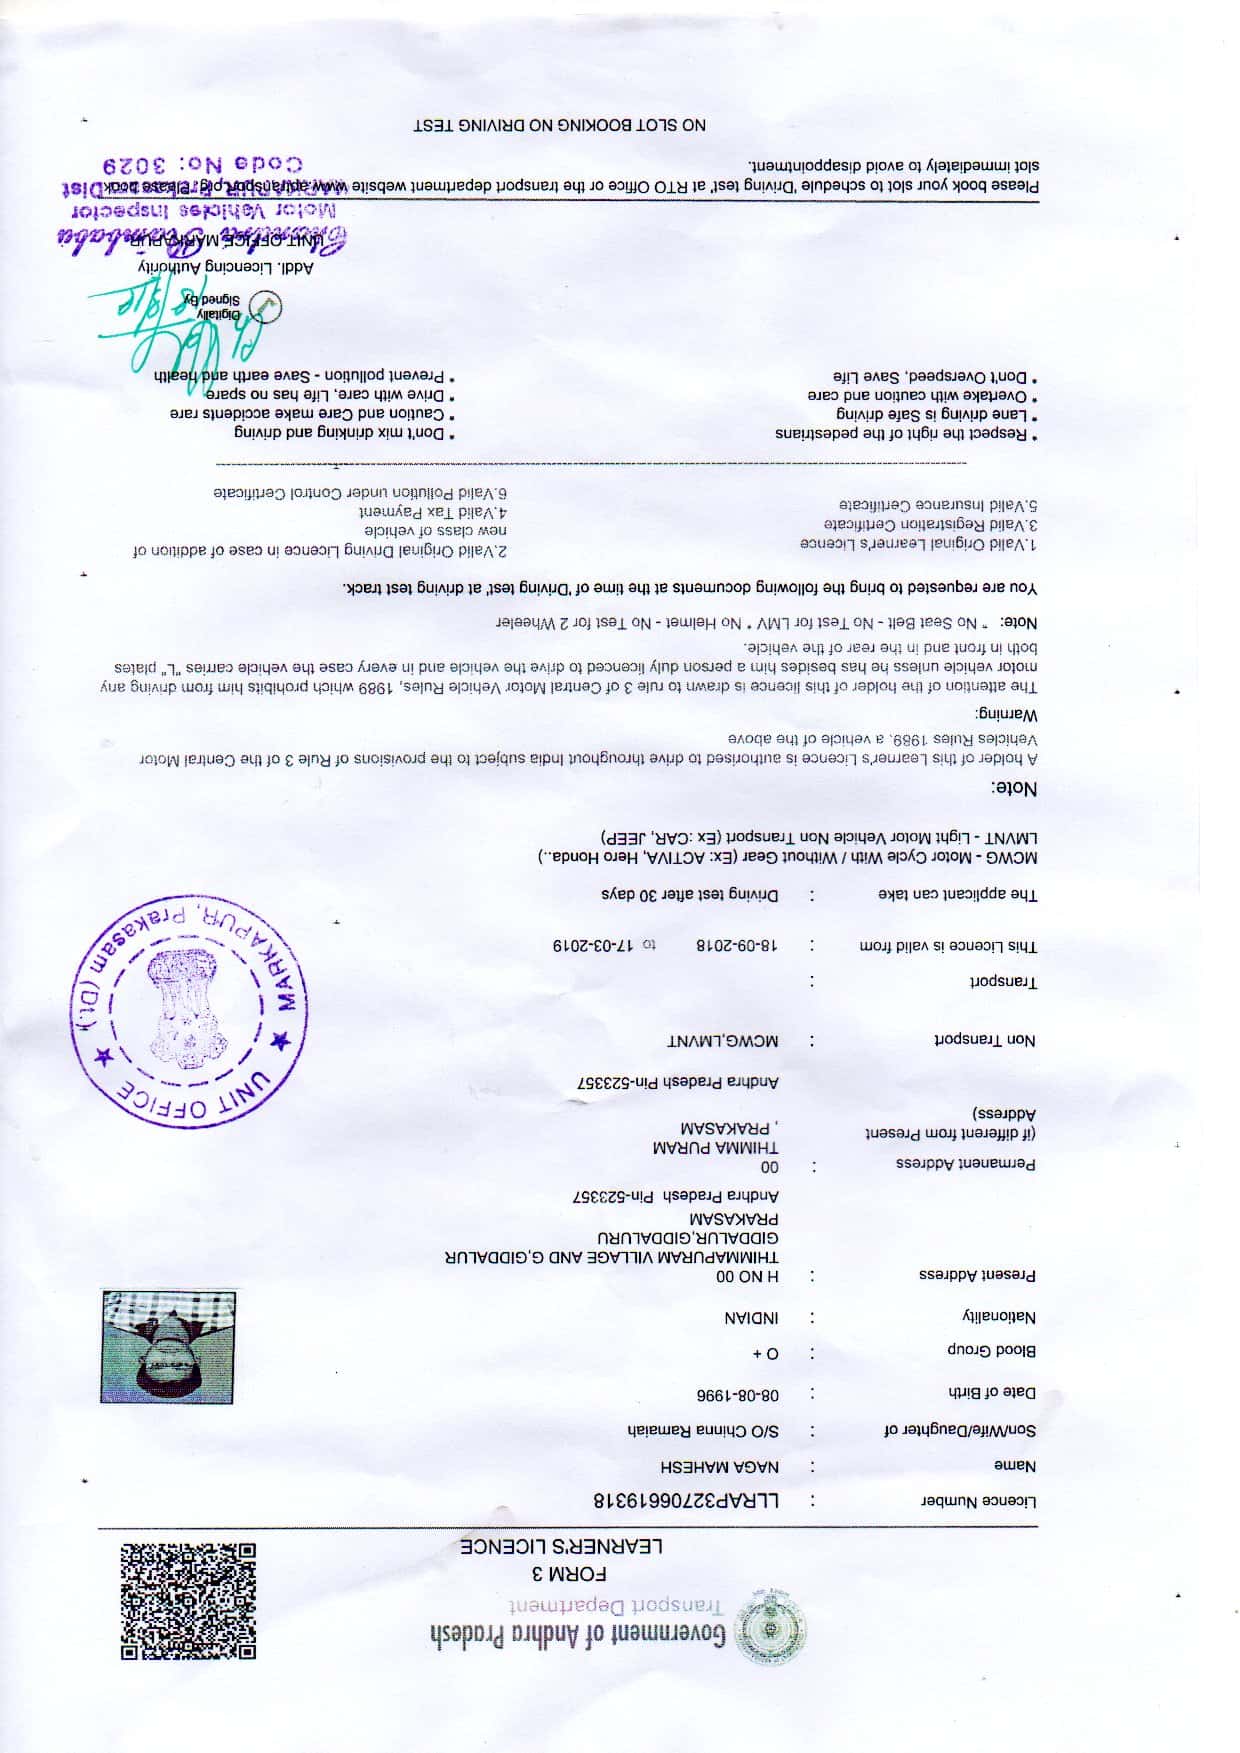 Government of Andhra Pradesh
Transport Department
FORM 3
LEARNER'S LICENCE
Licence Number : LLRAP32706619318
Name : NAGA MAHESH
Son/Wife/Daughter of : S/O Chinna Ramaiah
Date of Birth : 08-08-1996
Blood Group : O +
Nationality : INDIAN
Present Address : H NO 00
THIMMAPURAM VILLAGE AND G,GIDDALUR
GIDDALUR,GIDDALURU
PRAKASAM
Andhra Pradesh Pin-523357
Permanent Address : 00
(if different from Present
Address)
THIMMA PURAM
, PRAKASAM
Andhra Pradesh Pin-523357
Non Transport : MCWG,LMVNT
Transport :
This Licence is valid from : 18-09-2018 to 17-03-2019
The applicant can take : Driving test after 30 days
UNIT OFFICE ★ MARKAPUR, Prakasam (Dt.) ★
MCWG - Motor Cycle With / Without Gear (Ex: ACTIVA, Hero Honda..)
LMVNT - Light Motor Vehicle Non Transport (Ex :CAR, JEEP)
Note:
A holder of this Learner's Licence is authorised to drive throughout India subject to the provisions of Rule 3 of the Central Motor
Vehicles Rules 1989. a vehicle of the above
Warning:
The attention of the holder of this licence is drawn to rule 3 of Central Motor Vehicle Rules, 1989 which prohibits him from driving any
motor vehicle unless he has besides him a person duly licenced to drive the vehicle and in every case the vehicle carries "L" plates
both in front and in the rear of the vehicle.
Note: * No Seat Belt - No Test for LMV * No Helmet - No Test for 2 Wheeler
You are requested to bring the following documents at the time of 'Driving test' at driving test track.
1.Valid Original Learner's Licence
2.Valid Original Driving Licence in case of addition of
new class of vehicle
3.Valid Registration Certificate
4.Valid Tax Payment
5.Valid Insurance Certificate
6.Valid Pollution under Control Certificate
* Respect the right of the pedestrians
* Don't mix drinking and driving
* Lane driving is Safe driving
* Caution and Care make accidents rare
* Overtake with caution and care
* Drive with care, Life has no spare
* Don't Overspeed, Save Life
* Prevent pollution - Save earth and health
Digitally
Signed By
Addl. Licencing Authority
UNIT OFFICE MARKAPUR
Motor Vehicles Inspector
Please book your slot to schedule 'Driving test' at RTO Office or the transport department website www.aptransport.org. Please book
slot immediately to avoid disappointment.
Code No: 3029
NO SLOT BOOKING NO DRIVING TEST